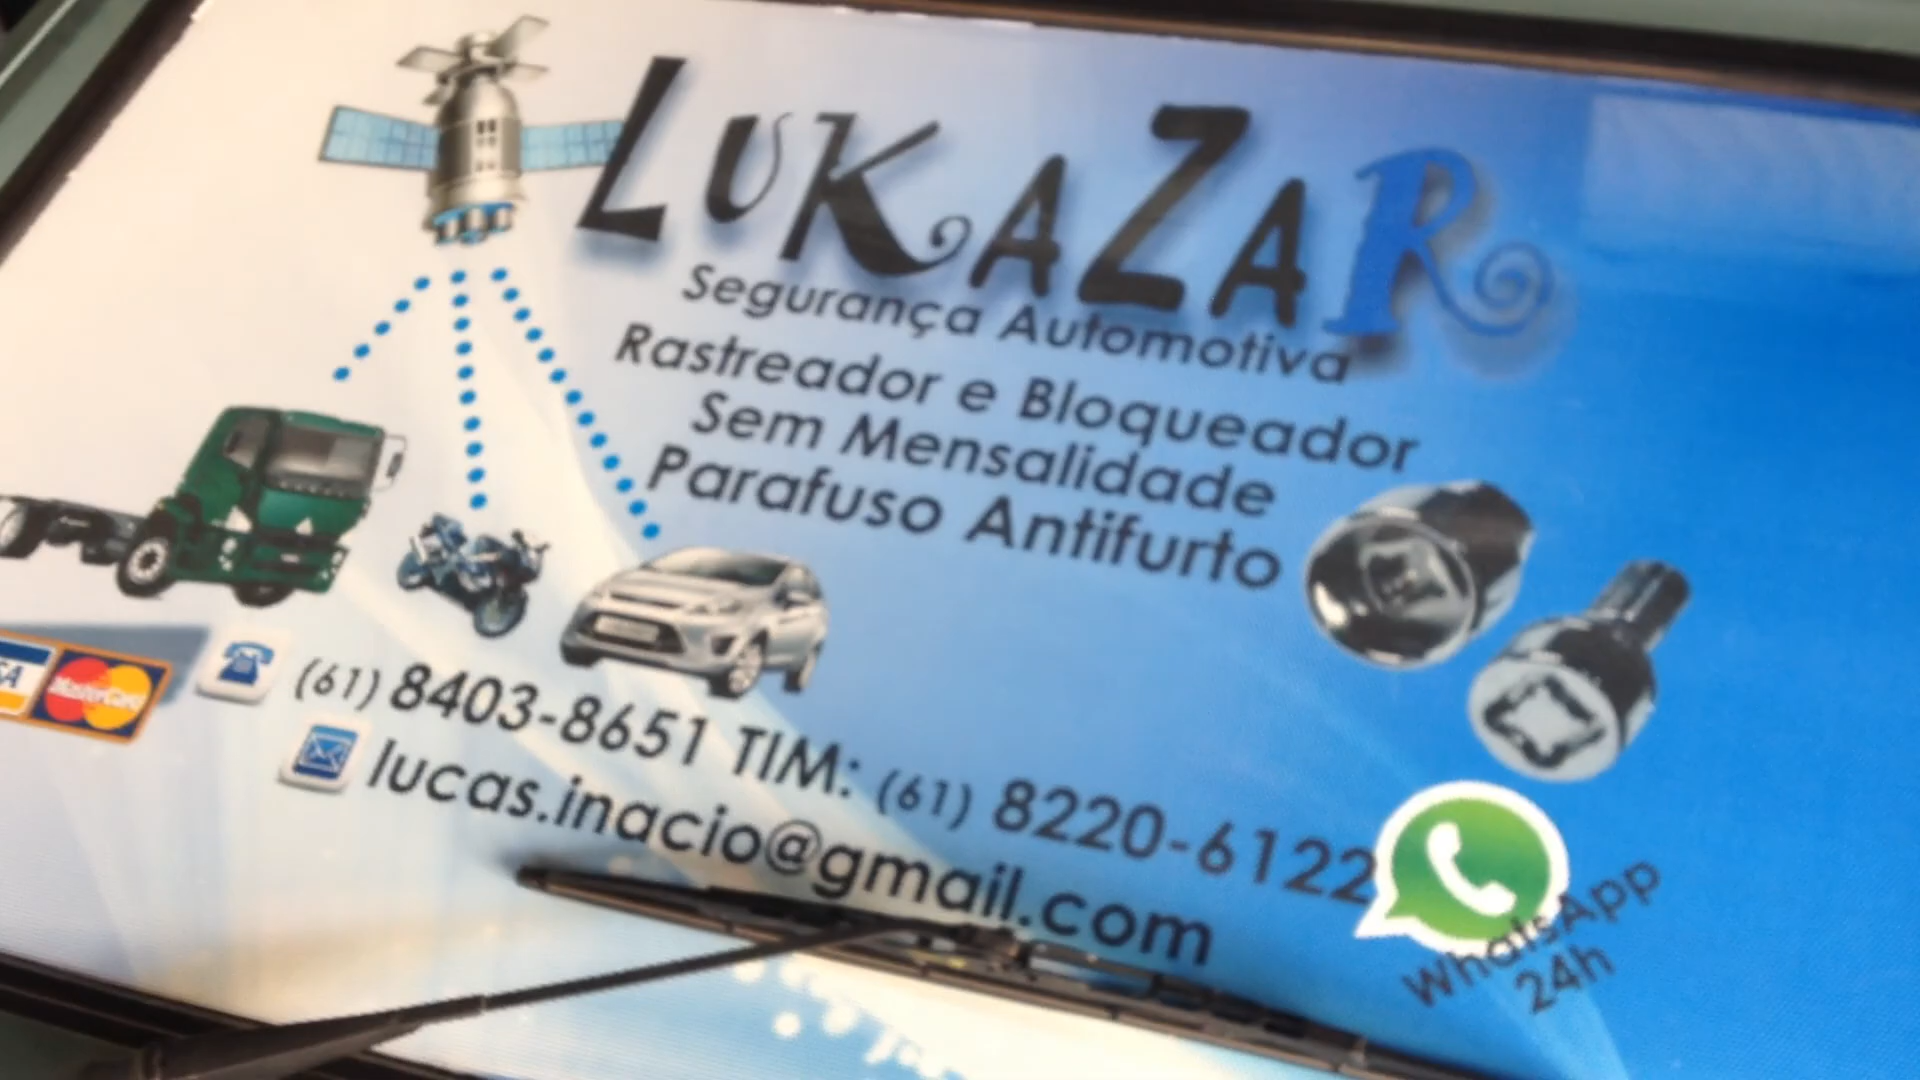 LUKAZAR
Segurança Automotiva
Rastreador e Bloqueador
Sem Mensalidade
Parafuso Antifurto
MasterCard
(61) 8403-8651 TIM: (61) 8220-6122
lucas.inacio@gmail.com
WhatsApp
24h